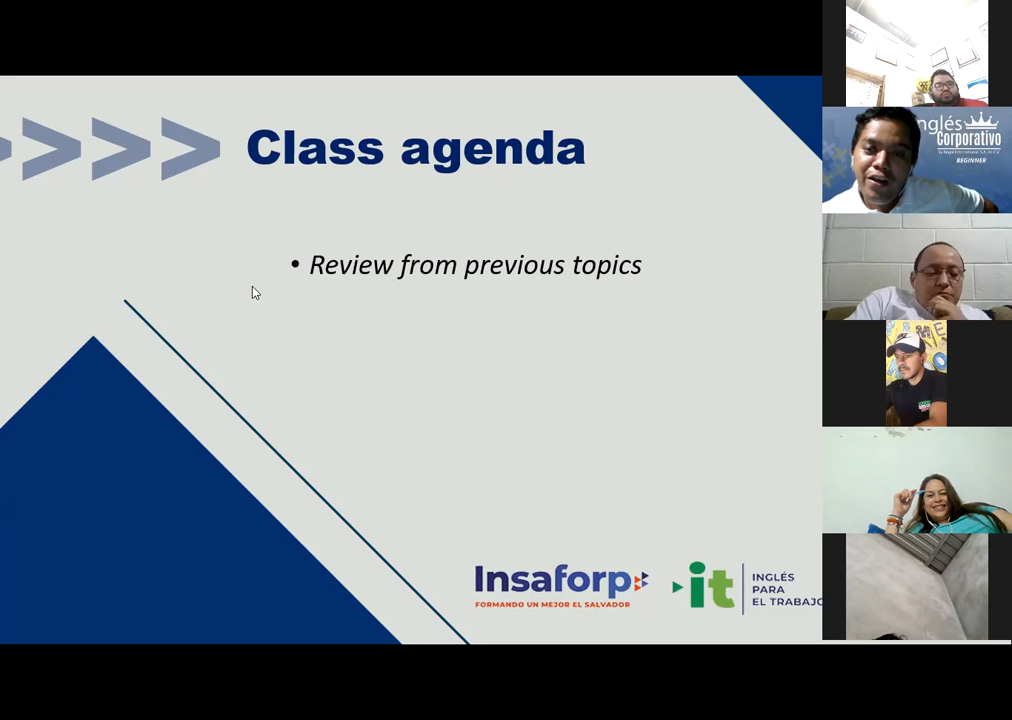 Class agenda
• Review from previous topics
Insaforp
FORMANDO UN MEJOR EL SALVADOR
it
INGLÉS
PARA
EL TRABAJO
nglés
Corporativo
BEGINNER